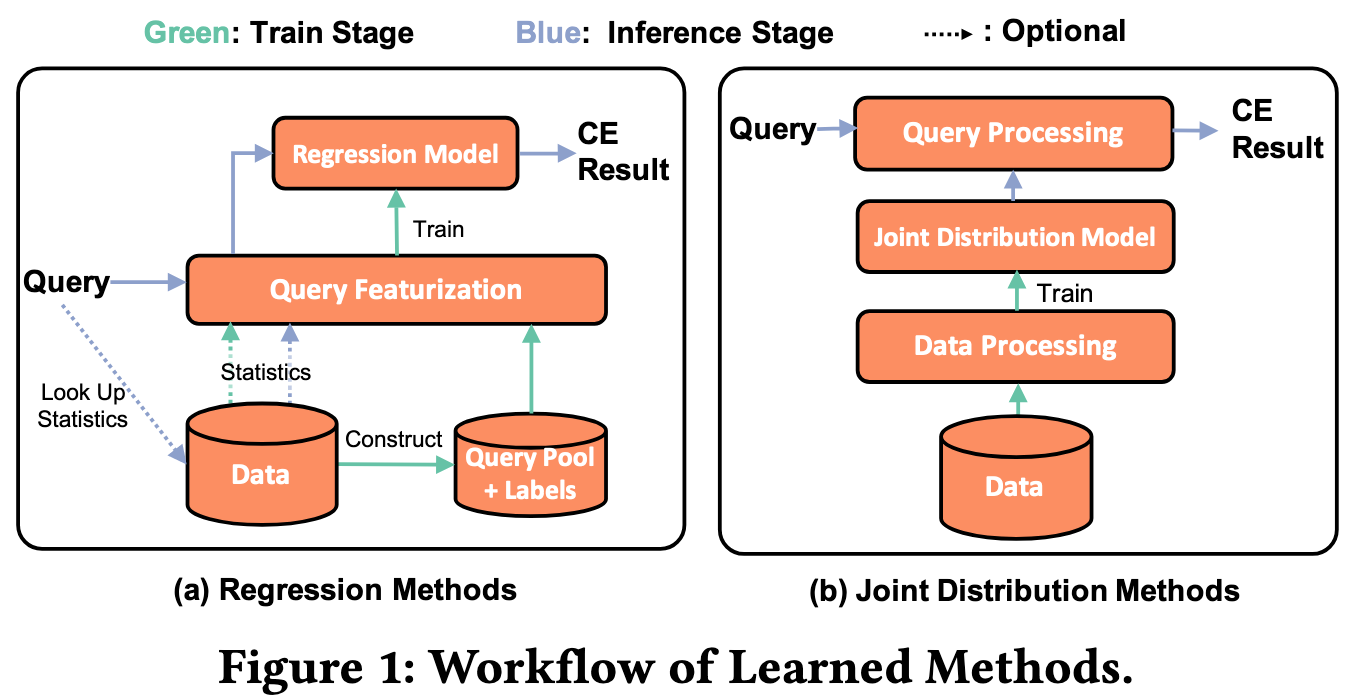 Green: Train Stage
Blue: Inference Stage
: Optional
Regression Model
CE
Result
Train
Query
Query Featurization
Statistics
Look Up
Statistics
Data
Construct
Query Pool
+ Labels
(a) Regression Methods
Query
Query Processing
CE
Result
Joint Distribution Model
Train
Data Processing
Data
(b) Joint Distribution Methods
Figure 1: Workflow of Learned Methods.